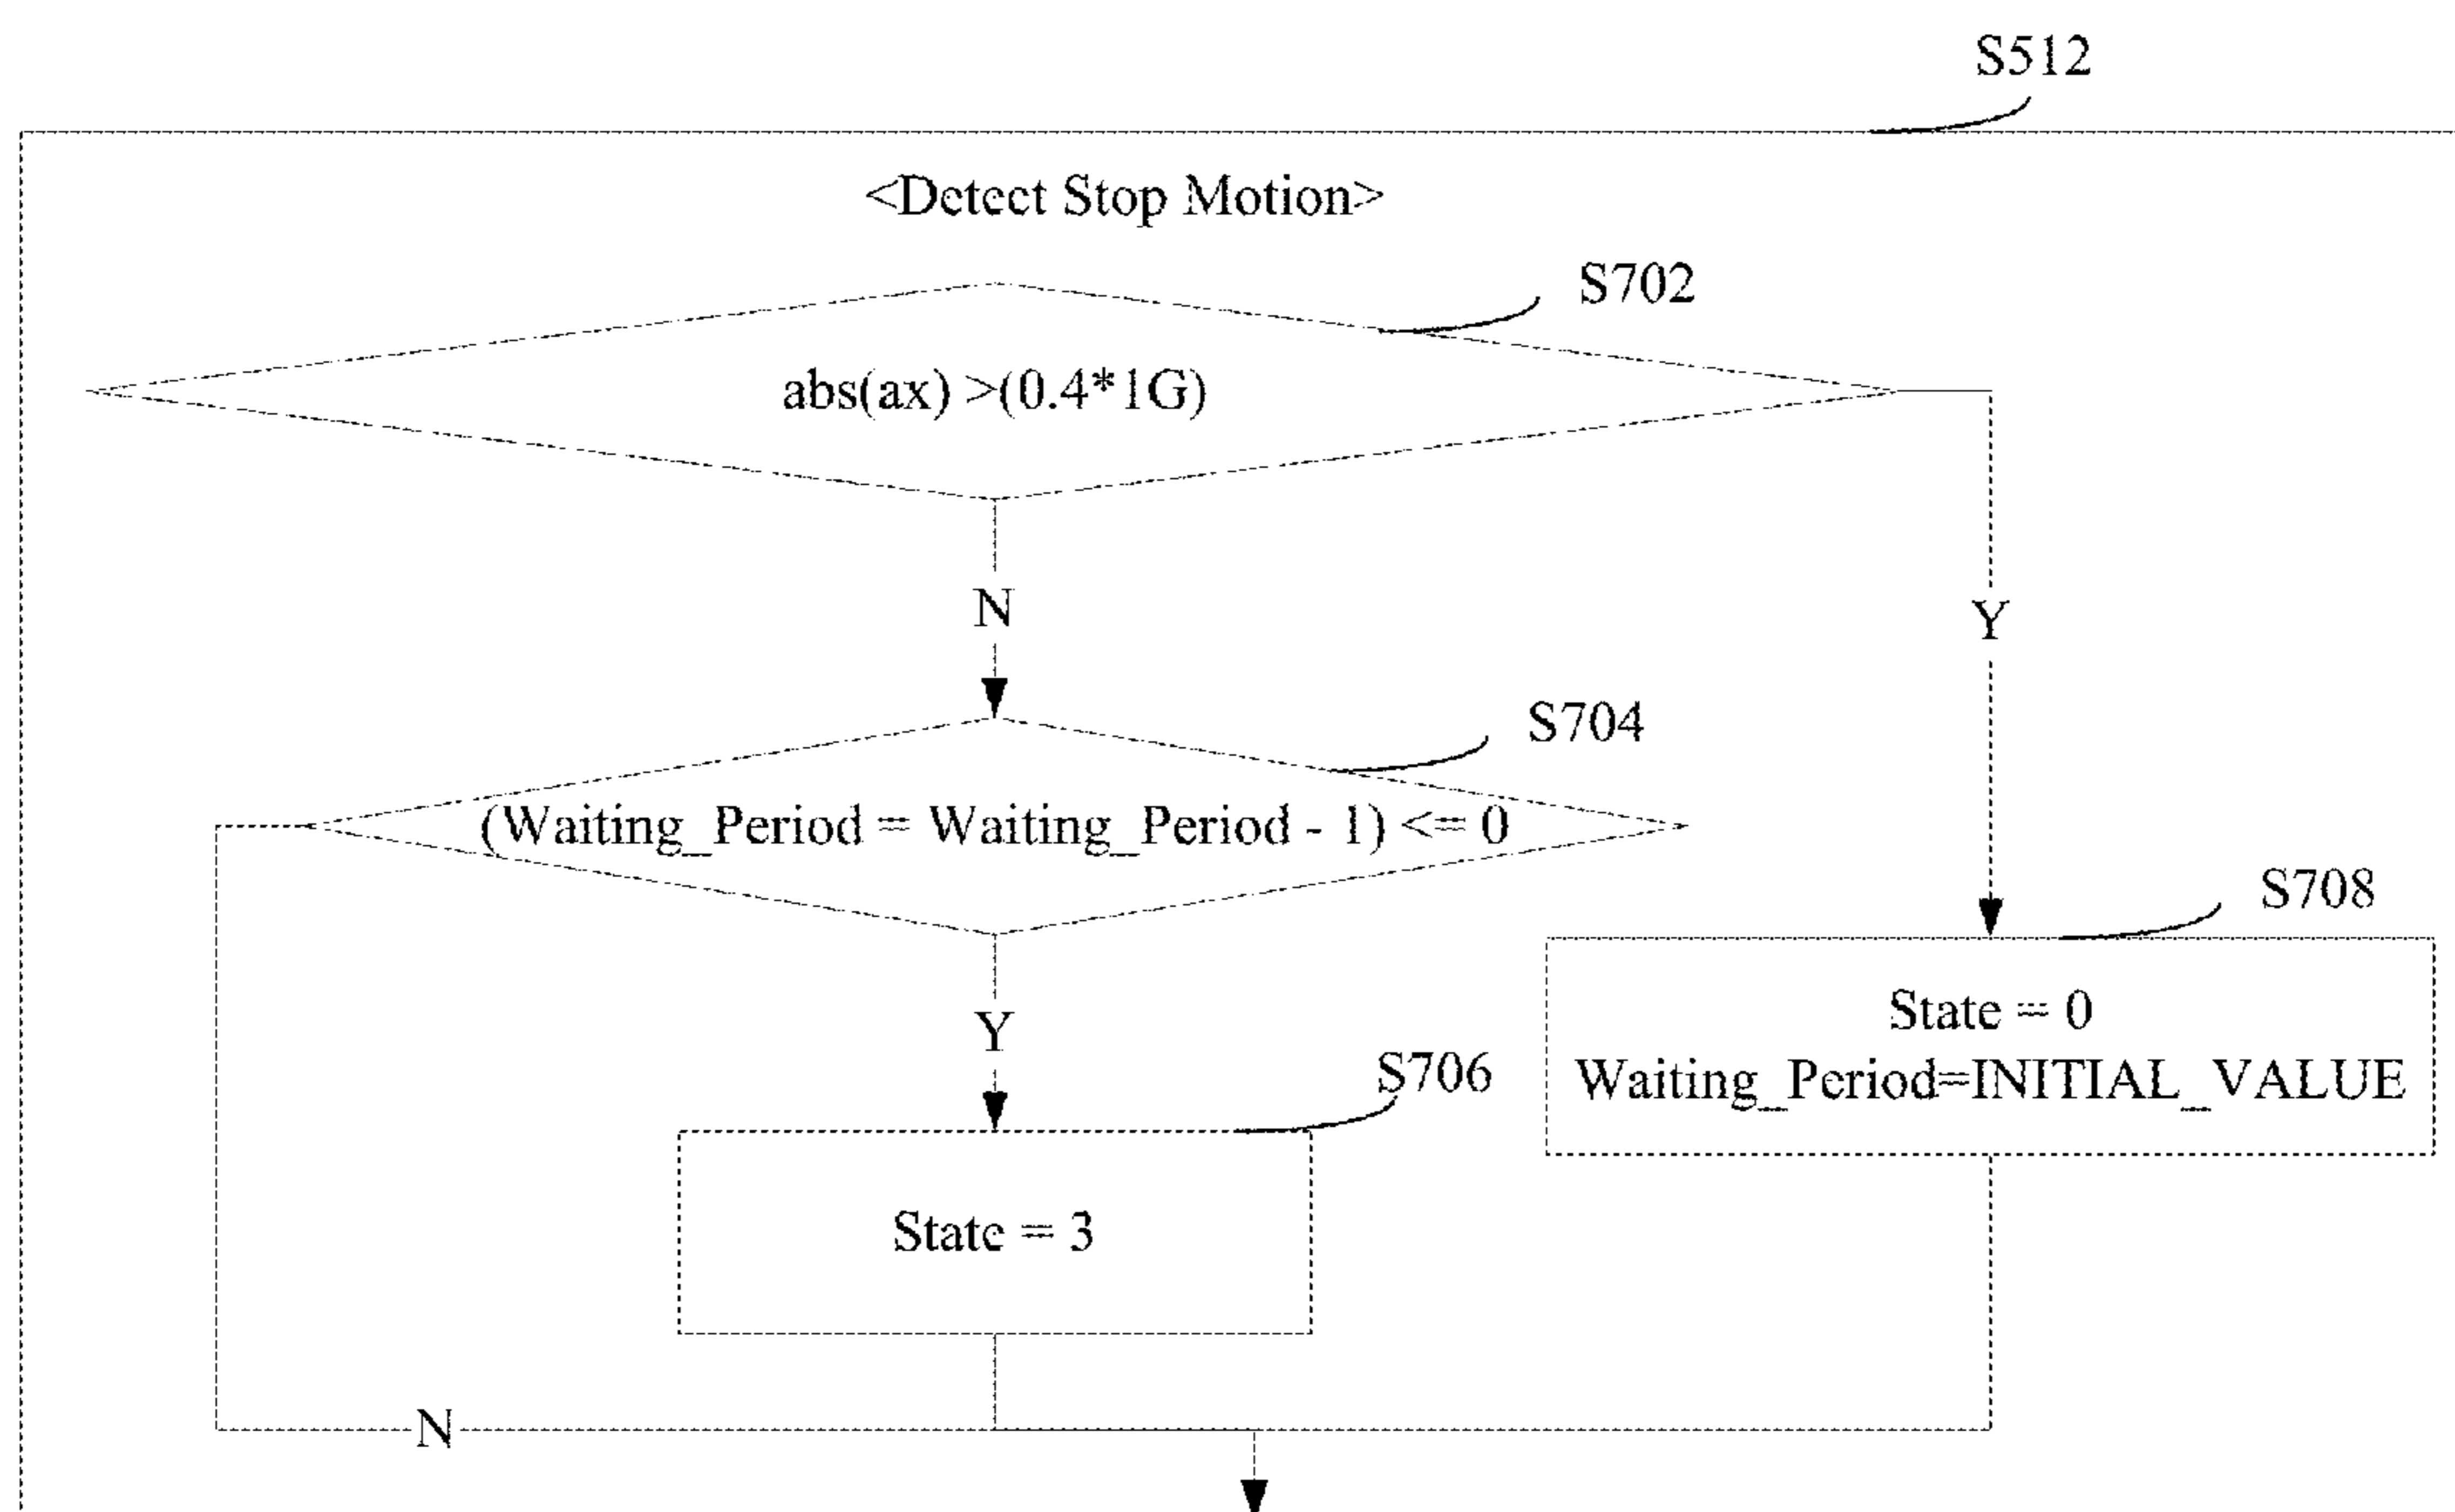 S512
<Detect Stop Motion>
S702
abs(ax) >(0.4*1G)
N
Y
S704
(Waiting_Period = Waiting_Period - 1) <= 0
S708
State = 0
Waiting_Period=INITIAL_VALUE
Y
S706
State = 3
N